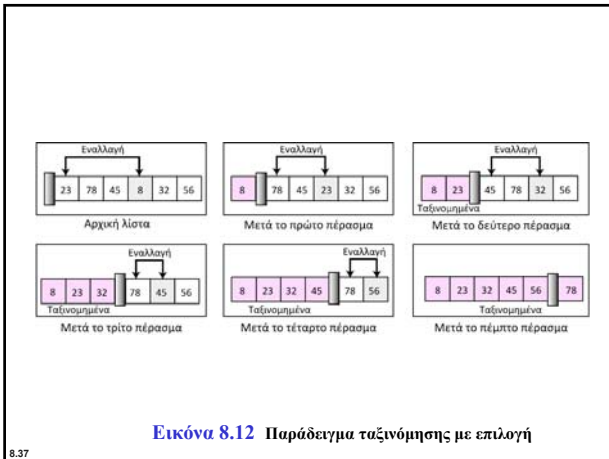 Εναλλαγή
23 78 45 8 32 56
Αρχική λίστα
Εναλλαγή
8 78 45 23 32 56
Μετά το πρώτο πέρασμα
Εναλλαγή
8 23 45 78 32 56
Ταξινομημένα
Μετά το δεύτερο πέρασμα
Εναλλαγή
8 23 32 78 45 56
Ταξινομημένα
Μετά το τρίτο πέρασμα
Εναλλαγή
8 23 32 45 78 56
Ταξινομημένα
Μετά το τέταρτο πέρασμα
8 23 32 45 56 78
Ταξινομημένα
Μετά το πέμπτο πέρασμα
Εικόνα 8.12 Παράδειγμα ταξινόμησης με επιλογή
8.37